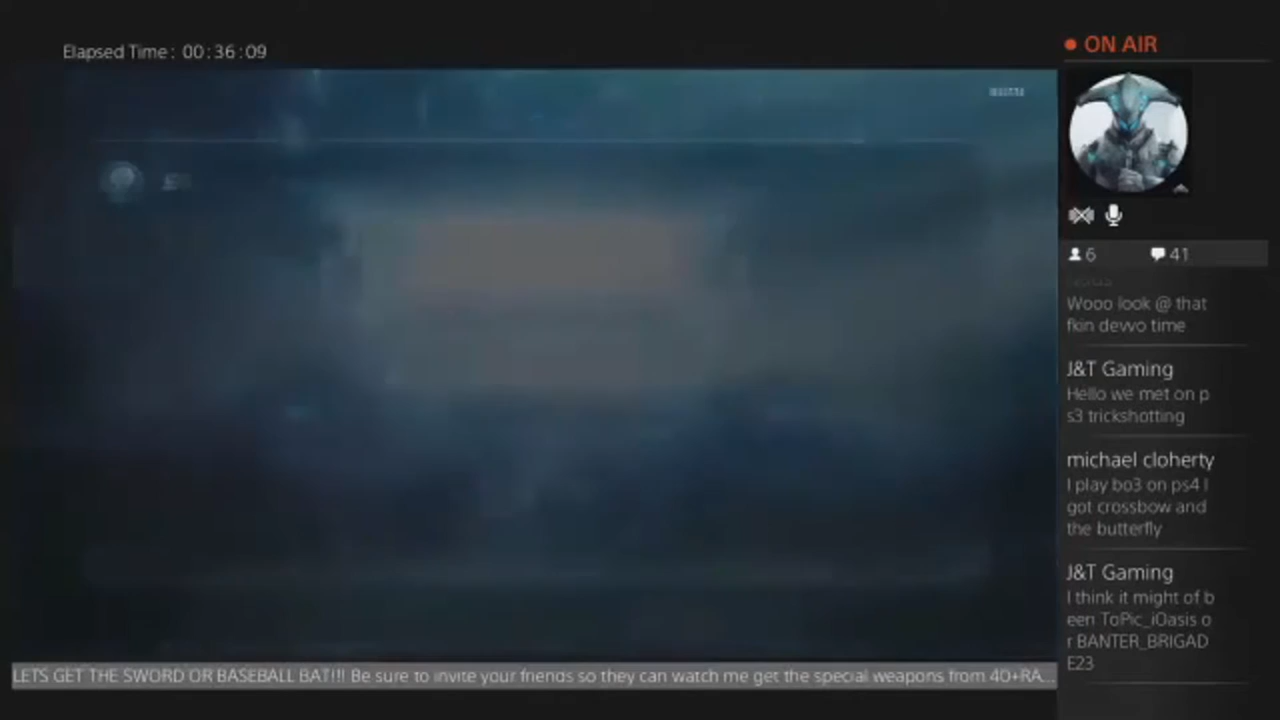 Elapsed Time: 00:36:09
ON AIR
6 41
Wooo look @ that
fkin devvo time
J&T Gaming
Hello we met on p
s3 trickshotting
michael cloherty
I play bo3 on ps4 I
got crossbow and
the butterfly
J&T Gaming
I think it might of b
een ToPic_iOasis o
r BANTER_BRIGAD
E23
LETS GET THE SWORD OR BASEBALL BAT!!! Be sure to invite your friends so they can watch me get the special weapons from 40+RA...